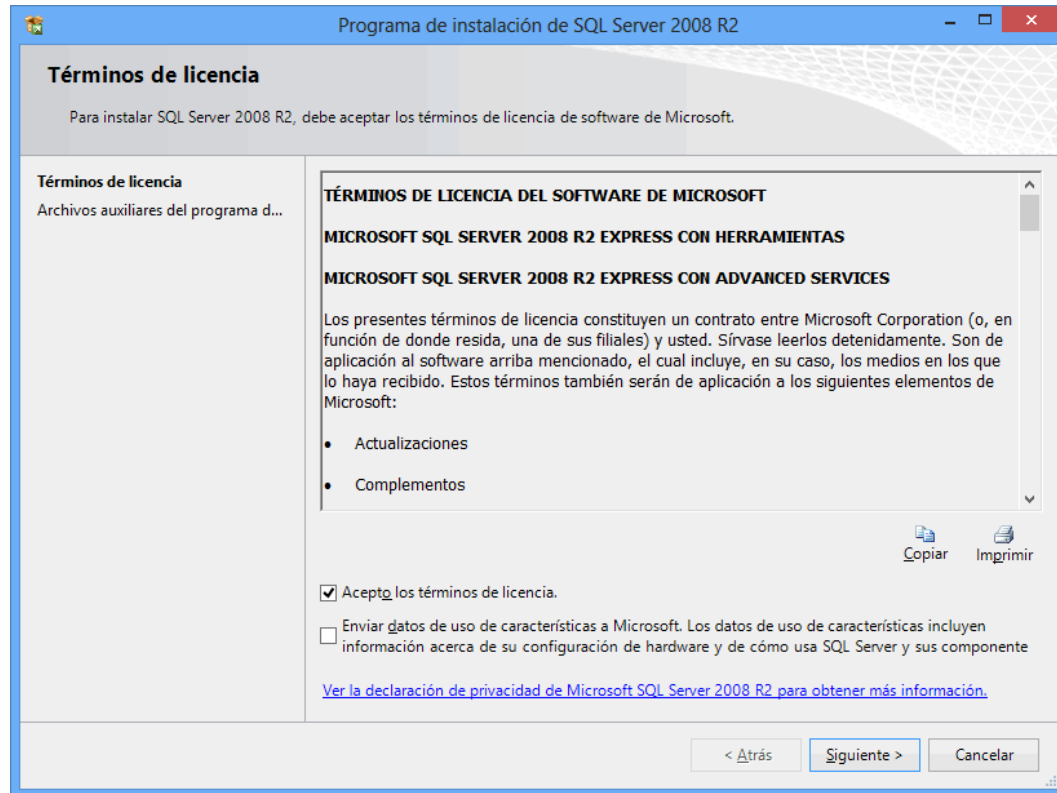 Programa de instalación de SQL Server 2008 R2
Términos de licencia
Para instalar SQL Server 2008 R2, debe aceptar los términos de licencia de software de Microsoft.
Términos de licencia
Archivos auxiliares del programa d...
TÉRMINOS DE LICENCIA DEL SOFTWARE DE MICROSOFT
MICROSOFT SQL SERVER 2008 R2 EXPRESS CON HERRAMIENTAS
MICROSOFT SQL SERVER 2008 R2 EXPRESS CON ADVANCED SERVICES
Los presentes términos de licencia constituyen un contrato entre Microsoft Corporation (o, en
función de donde resida, una de sus filiales) y usted. Sírvase leerlos detenidamente. Son de
aplicación al software arriba mencionado, el cual incluye, en su caso, los medios en los que
lo haya recibido. Estos términos también serán de aplicación a los siguientes elementos de
Microsoft:
• Actualizaciones
• Complementos
Copiar Imprimir
Acepto los términos de licencia.
Enviar datos de uso de características a Microsoft. Los datos de uso de características incluyen
información acerca de su configuración de hardware y de cómo usa SQL Server y sus componente
Ver la declaración de privacidad de Microsoft SQL Server 2008 R2 para obtener más información.
< Atrás Siguiente > Cancelar